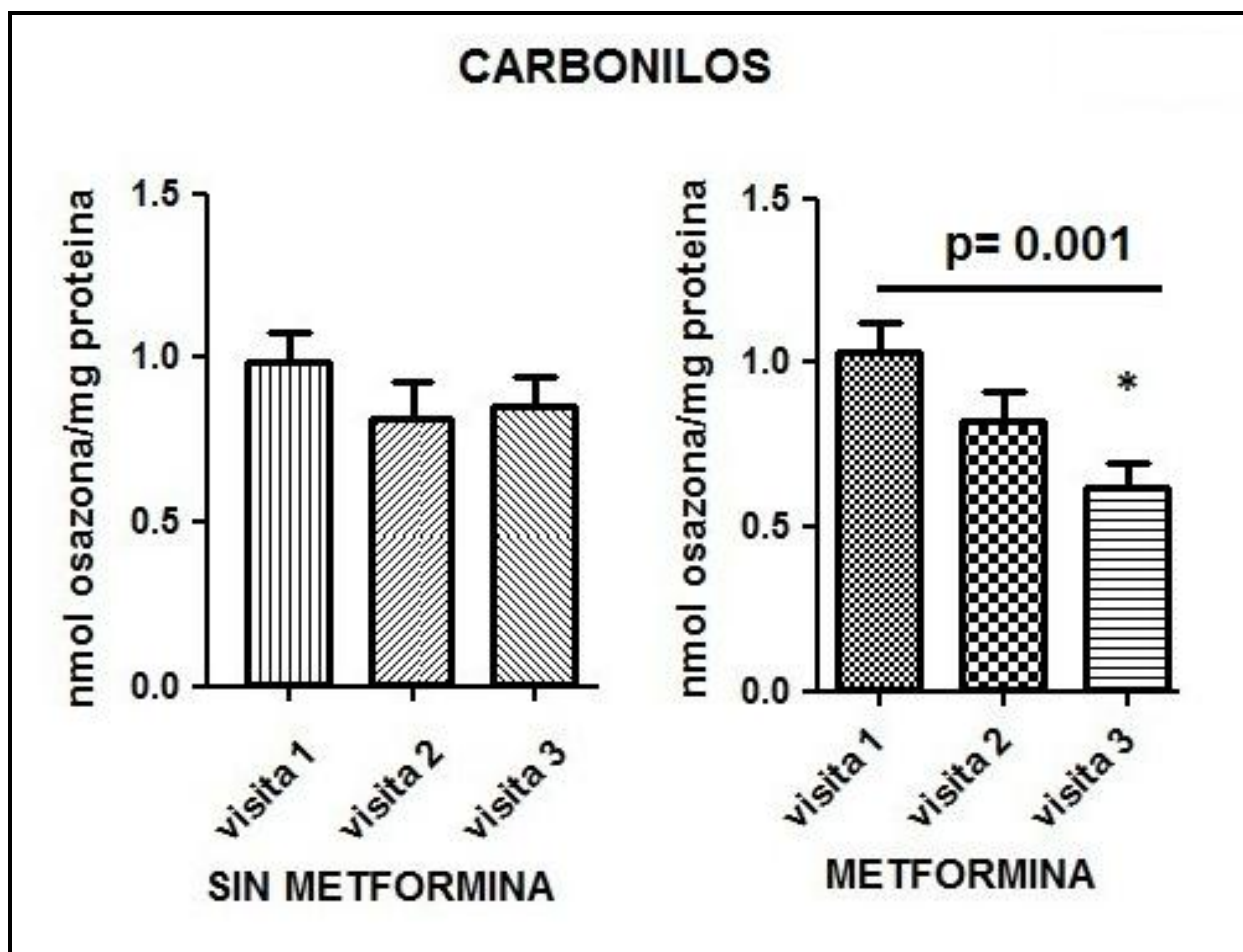 CARBONILOS
nmol osazona/mg proteina
1.5
1.0
0.5
0.0
visita 1
visita 2
visita 3
SIN METFORMINA
nmol osazona/mg proteina
1.5
1.0
0.5
0.0
p= 0.001
*
visita 1
visita 2
visita 3
METFORMINA